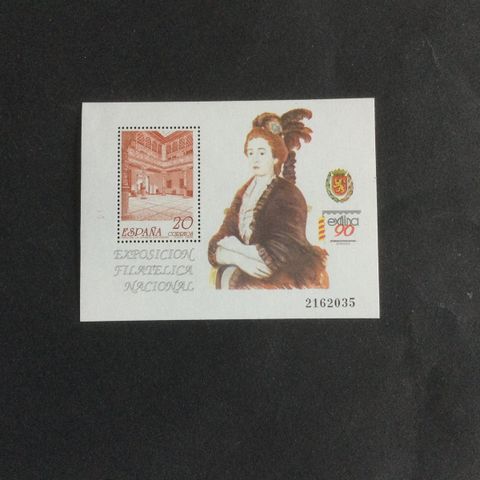 20
ESPAÑA CORREOS
EXPOSICION
FILATELICA
NACIONAL
exfilna
90
2162035